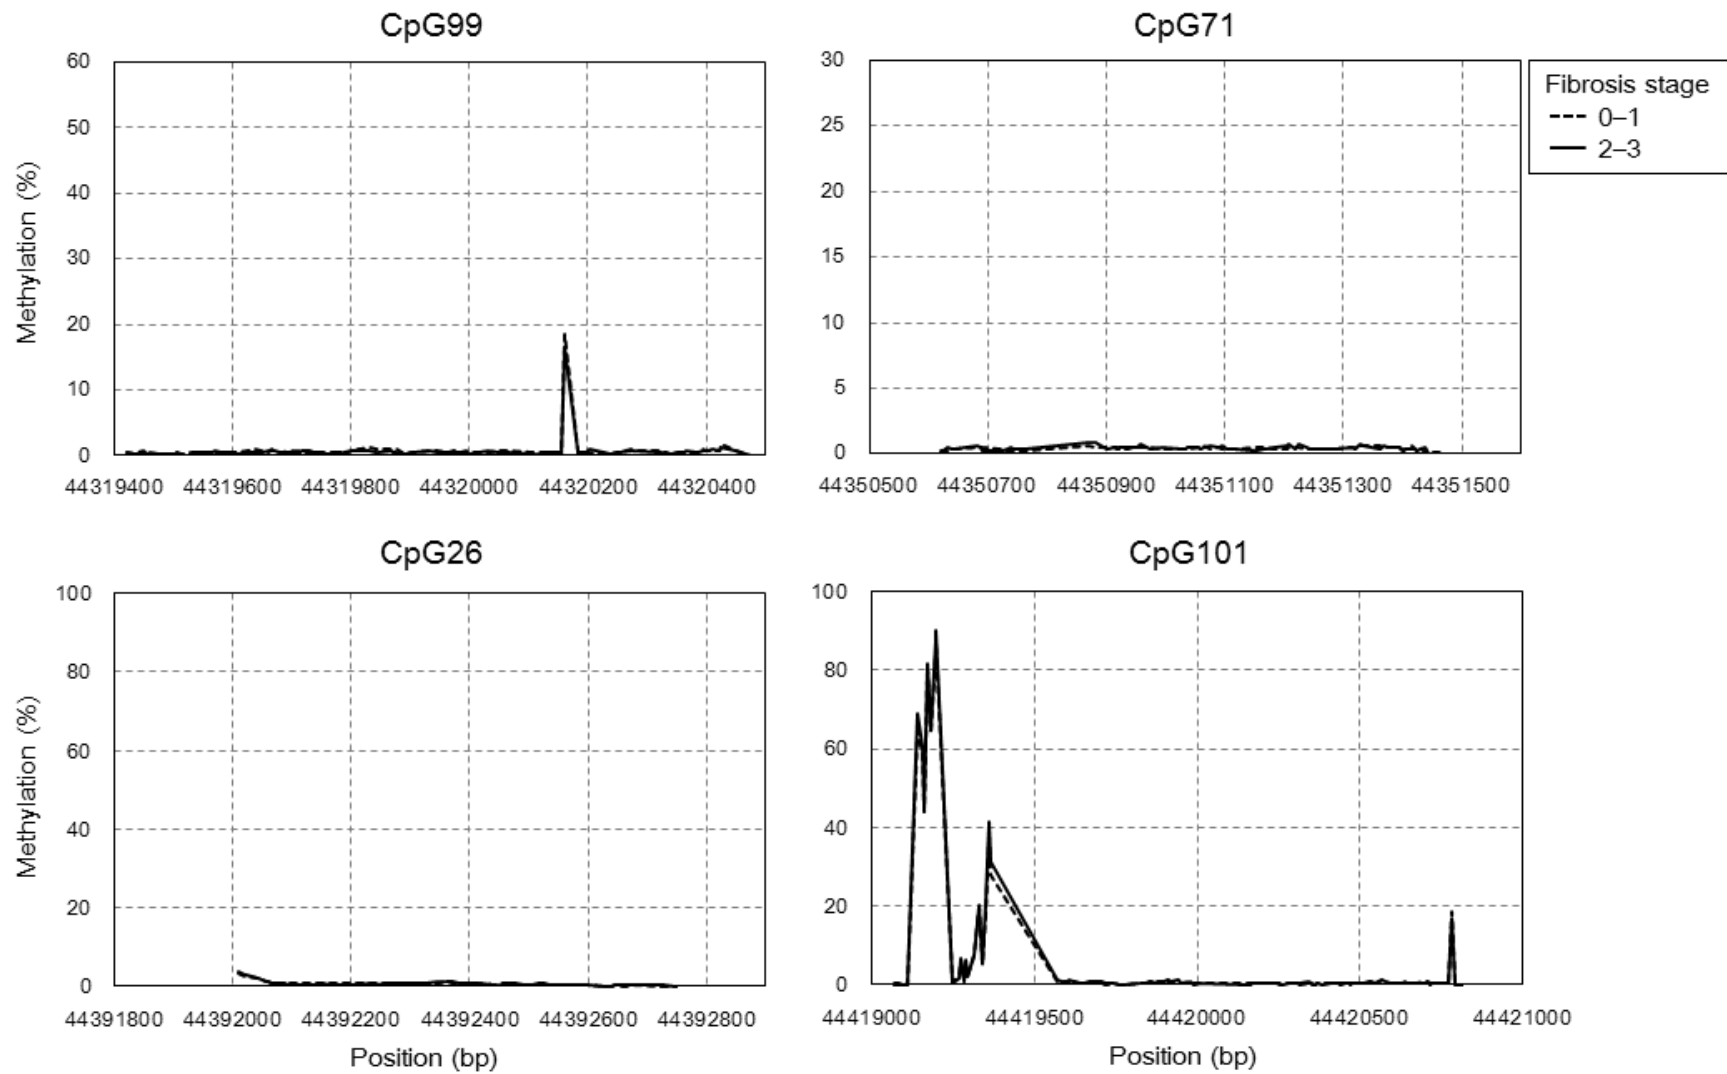 CpG99
60
50
40
30
20
10
0
Methylation (%)
44319400 44319600 44319800 44320000 44320200 44320400
CpG71
30
25
20
15
10
5
0
44350500 44350700 44350900 44351100 44351300 44351500
Fibrosis stage
0–1
2–3
CpG26
100
80
60
40
20
0
Methylation (%)
44391800 44392000 44392200 44392400 44392600 44392800
Position (bp)
CpG101
100
80
60
40
20
0
44419000 44419500 44420000 44420500 44421000
Position (bp)